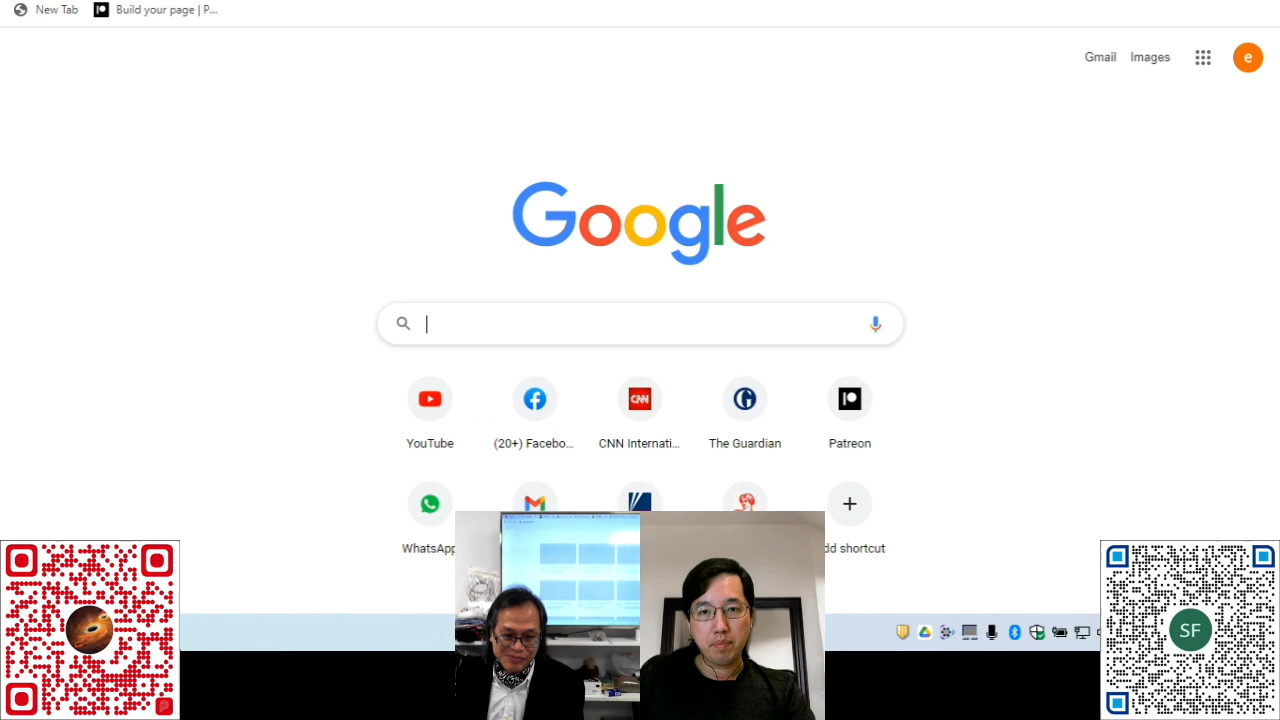 New Tab
Build your page | P...
Gmail
Images
e
Google
CNN
YouTube
(20+) Facebo...
CNN Internati...
The Guardian
Patreon
WhatsApp
dd shortcut
SF